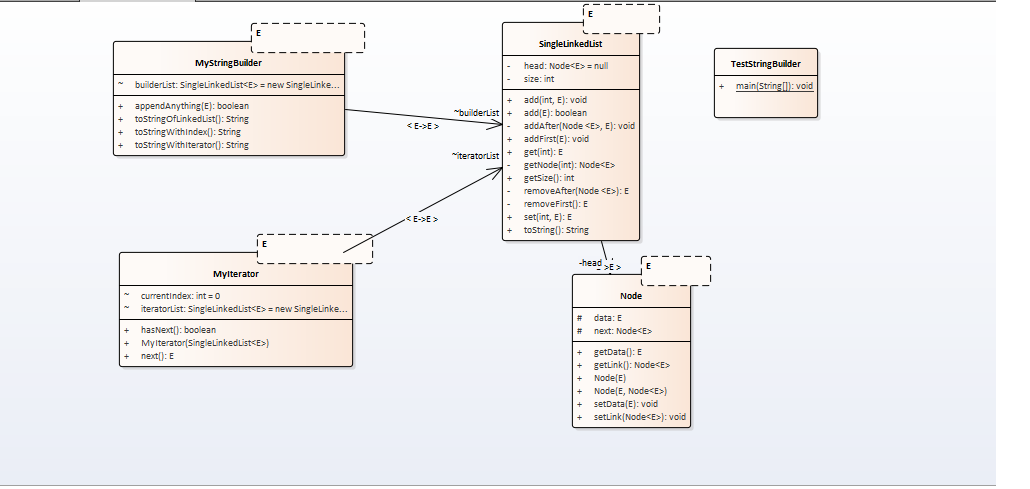 E
MyStringBuilder
~ builderList: SingleLinkedList<E> = new SingleLinke...
+ appendAnything(E): boolean
+ toStringOfLinkedList(): String
+ toStringWithIndex(): String
+ toStringWithIterator(): String
~builderList
< E->E >
E
SingleLinkedList
- head: Node<E> = null
- size: int
+ add(int, E): void
+ add(E): boolean
- addAfter(Node <E>, E): void
+ addFirst(E): void
+ get(int): E
- getNode(int): Node<E>
+ getSize(): int
- removeAfter(Node <E>): E
- removeFirst(): E
+ set(int, E): E
+ toString(): String
TestStringBuilder
+ main(String[]): void
~iteratorList
< E->E >
E
MyIterator
~ currentIndex: int = 0
~ iteratorList: SingleLinkedList<E> = new SingleLinke...
+ hasNext(): boolean
+ MyIterator(SingleLinkedList<E>)
+ next(): E
-head
>E >
E
Node
# data: E
# next: Node<E>
+ getData(): E
+ getLink(): Node<E>
+ Node(E)
+ Node(E, Node<E>)
+ setData(E): void
+ setLink(Node<E>): void